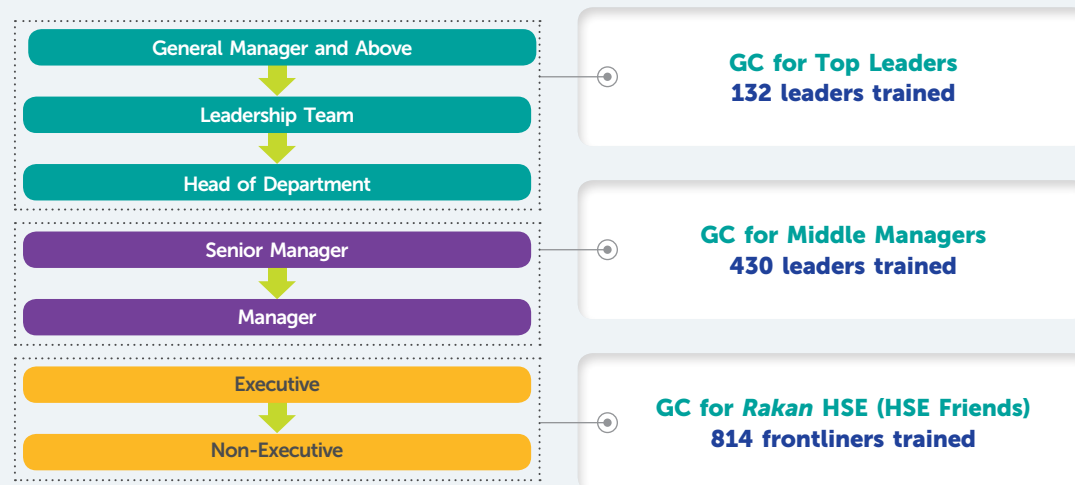 General Manager and Above
Leadership Team
Head of Department
GC for Top Leaders
132 leaders trained
Senior Manager
Manager
GC for Middle Managers
430 leaders trained
Executive
Non-Executive
GC for Rakan HSE (HSE Friends)
814 frontliners trained